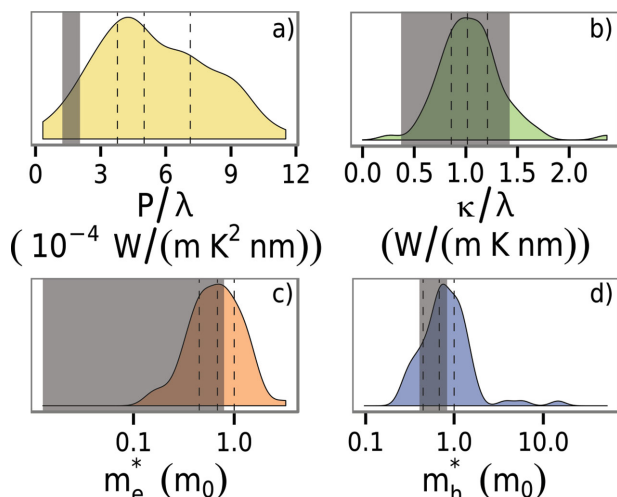 a)
b)
0 3 6 9 12
0.0 0.5 1.0 1.5 2.0
P/λ
κ/λ
(10⁻⁴ W/(m K² nm))
(W/(m K nm))
c)
d)
0.1 1.0
0.1 1.0 10.0
m*ₑ (m₀)
m*ₕ (m₀)